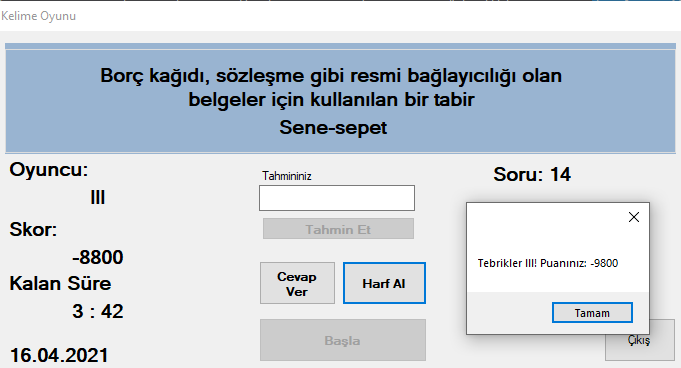 Kelime Oyunu
Borç kağıdı, sözleşme gibi resmi bağlayıcılığı olan
belgeler için kullanılan bir tabir
Sene-sepet
Oyuncu:
III
Skor:
-8800
Kalan Süre
3 : 42
16.04.2021
Tahmininiz
Tahmin Et
Cevap
Ver
Harf Al
Başla
Soru: 14
Tebrikler III! Puanınız: -9800
Tamam
Çıkış